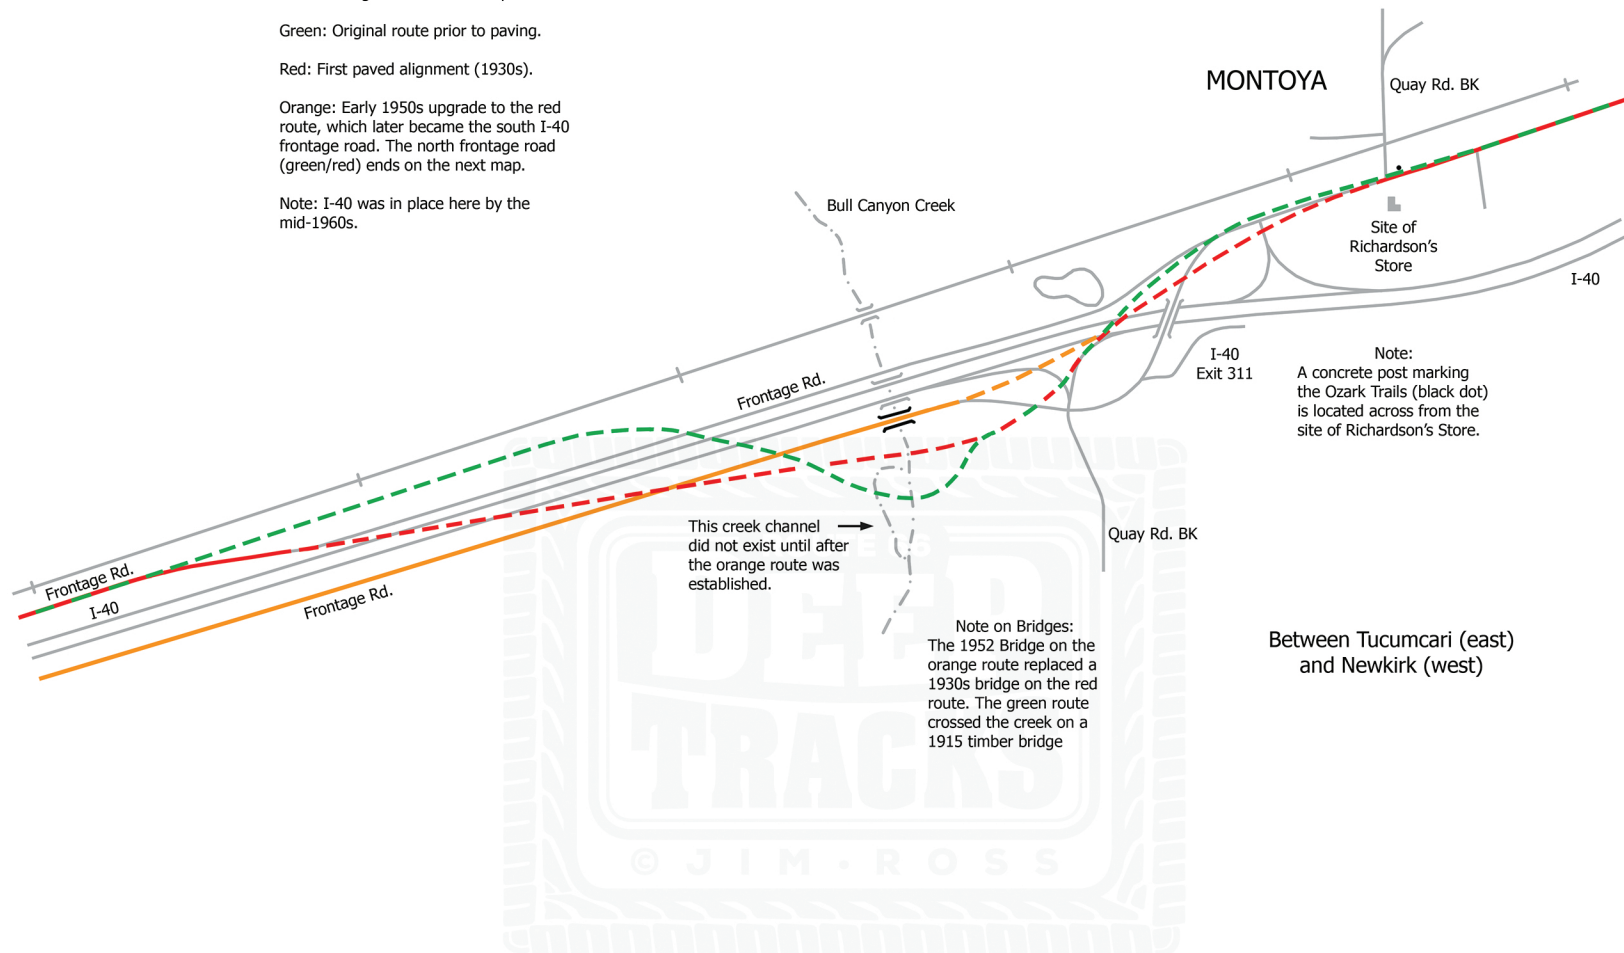 Green: Original route prior to paving.
Red: First paved alignment (1930s).
Orange: Early 1950s upgrade to the red
route, which later became the south I-40
frontage road. The north frontage road
(green/red) ends on the next map.
Note: I-40 was in place here by the
mid-1960s.
MONTOYA
Quay Rd. BK
Bull Canyon Creek
Site of
Richardson's
Store
I-40
I-40
Exit 311
Note:
A concrete post marking
the Ozark Trails (black dot)
is located across from the
site of Richardson's Store.
Frontage Rd.
Frontage Rd.
I-40
Frontage Rd.
This creek channel
did not exist until after
the orange route was
established.
Quay Rd. BK
Note on Bridges:
The 1952 Bridge on the
orange route replaced a
1930s bridge on the red
route. The green route
crossed the creek on a
1915 timber bridge
Between Tucumcari (east)
and Newkirk (west)
DEEP
TRACKS
© JIM · ROSS